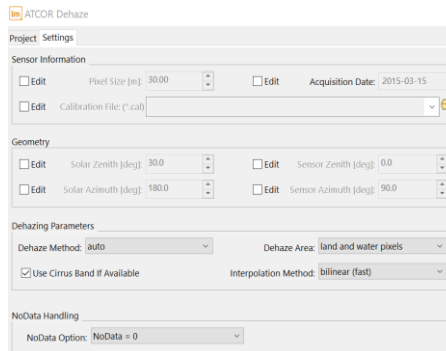 im ATCOR Dehaze
Project Settings
Sensor Information
Edit Pixel Size [m]: 30.00 Edit Acquisition Date: 2015-03-15
Edit Calibration File: (*.cal)
Geometry
Edit Solar Zenith [deg]: 30.0 Edit Sensor Zenith [deg]: 0.0
Edit Solar Azimuth [deg]: 180.0 Edit Sensor Azimuth [deg]: 90.0
Dehazing Parameters
Dehaze Method: auto Dehaze Area: land and water pixels
Use Cirrus Band If Available Interpolation Method: bilinear (fast)
NoData Handling
NoData Option: NoData = 0